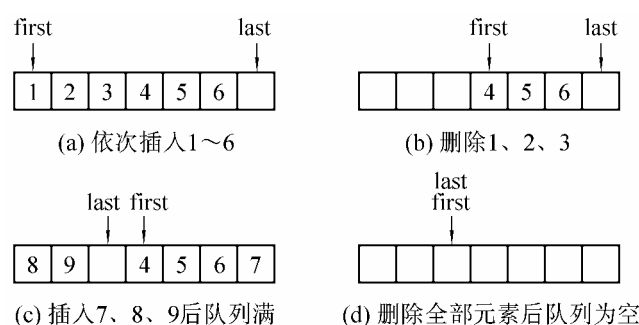 first last
1 2 3 4 5 6
(a) 依次插入1～6
first last
4 5 6
(b) 删除1、2、3
last first
8 9 4 5 6 7
(c) 插入7、8、9后队列满
last
first
(d) 删除全部元素后队列为空